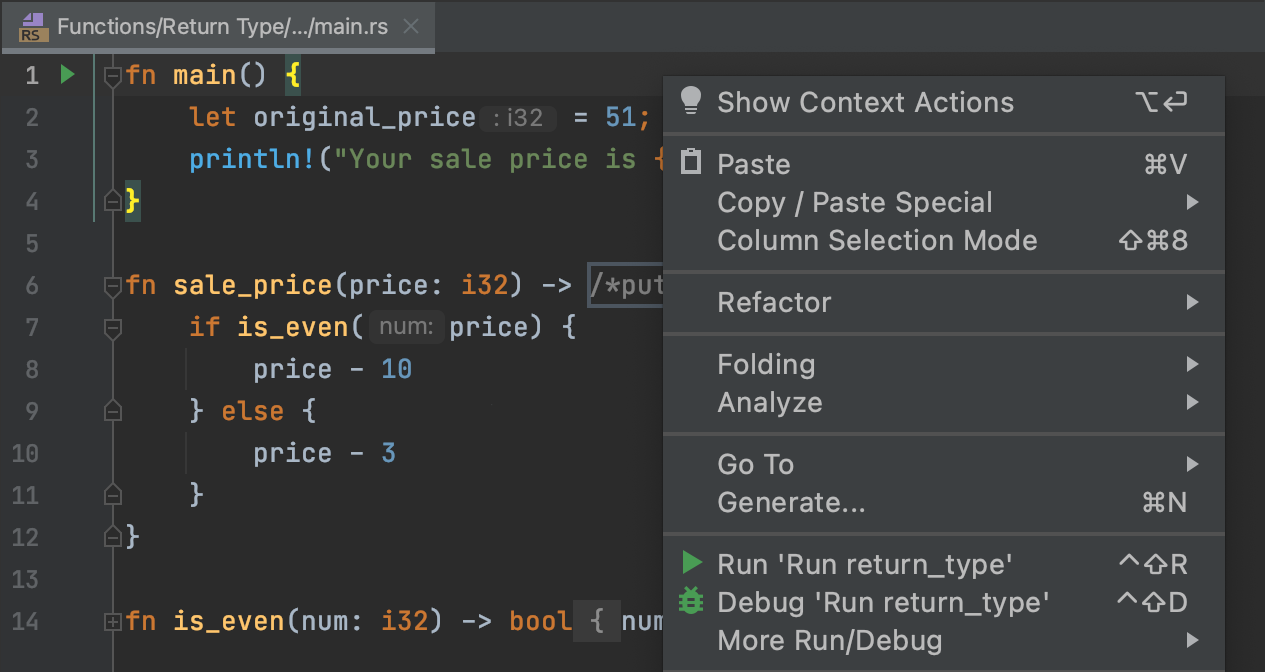 RS Functions/Return Type/.../main.rs
1 fn main() {
2 let original_price : i32 = 51;
3 println!("Your sale price is {
4 }
5
6 fn sale_price(price: i32) -> /*put
7 if is_even( num: price) {
8 price - 10
9 } else {
10 price - 3
11 }
12 }
13
14 fn is_even(num: i32) -> bool { num
Show Context Actions ⌥⏎
Paste ⌘V
Copy / Paste Special
Column Selection Mode ⇧⌘8
Refactor
Folding
Analyze
Go To
Generate... ⌘N
Run 'Run return_type' ^⇧R
Debug 'Run return_type' ^⇧D
More Run/Debug